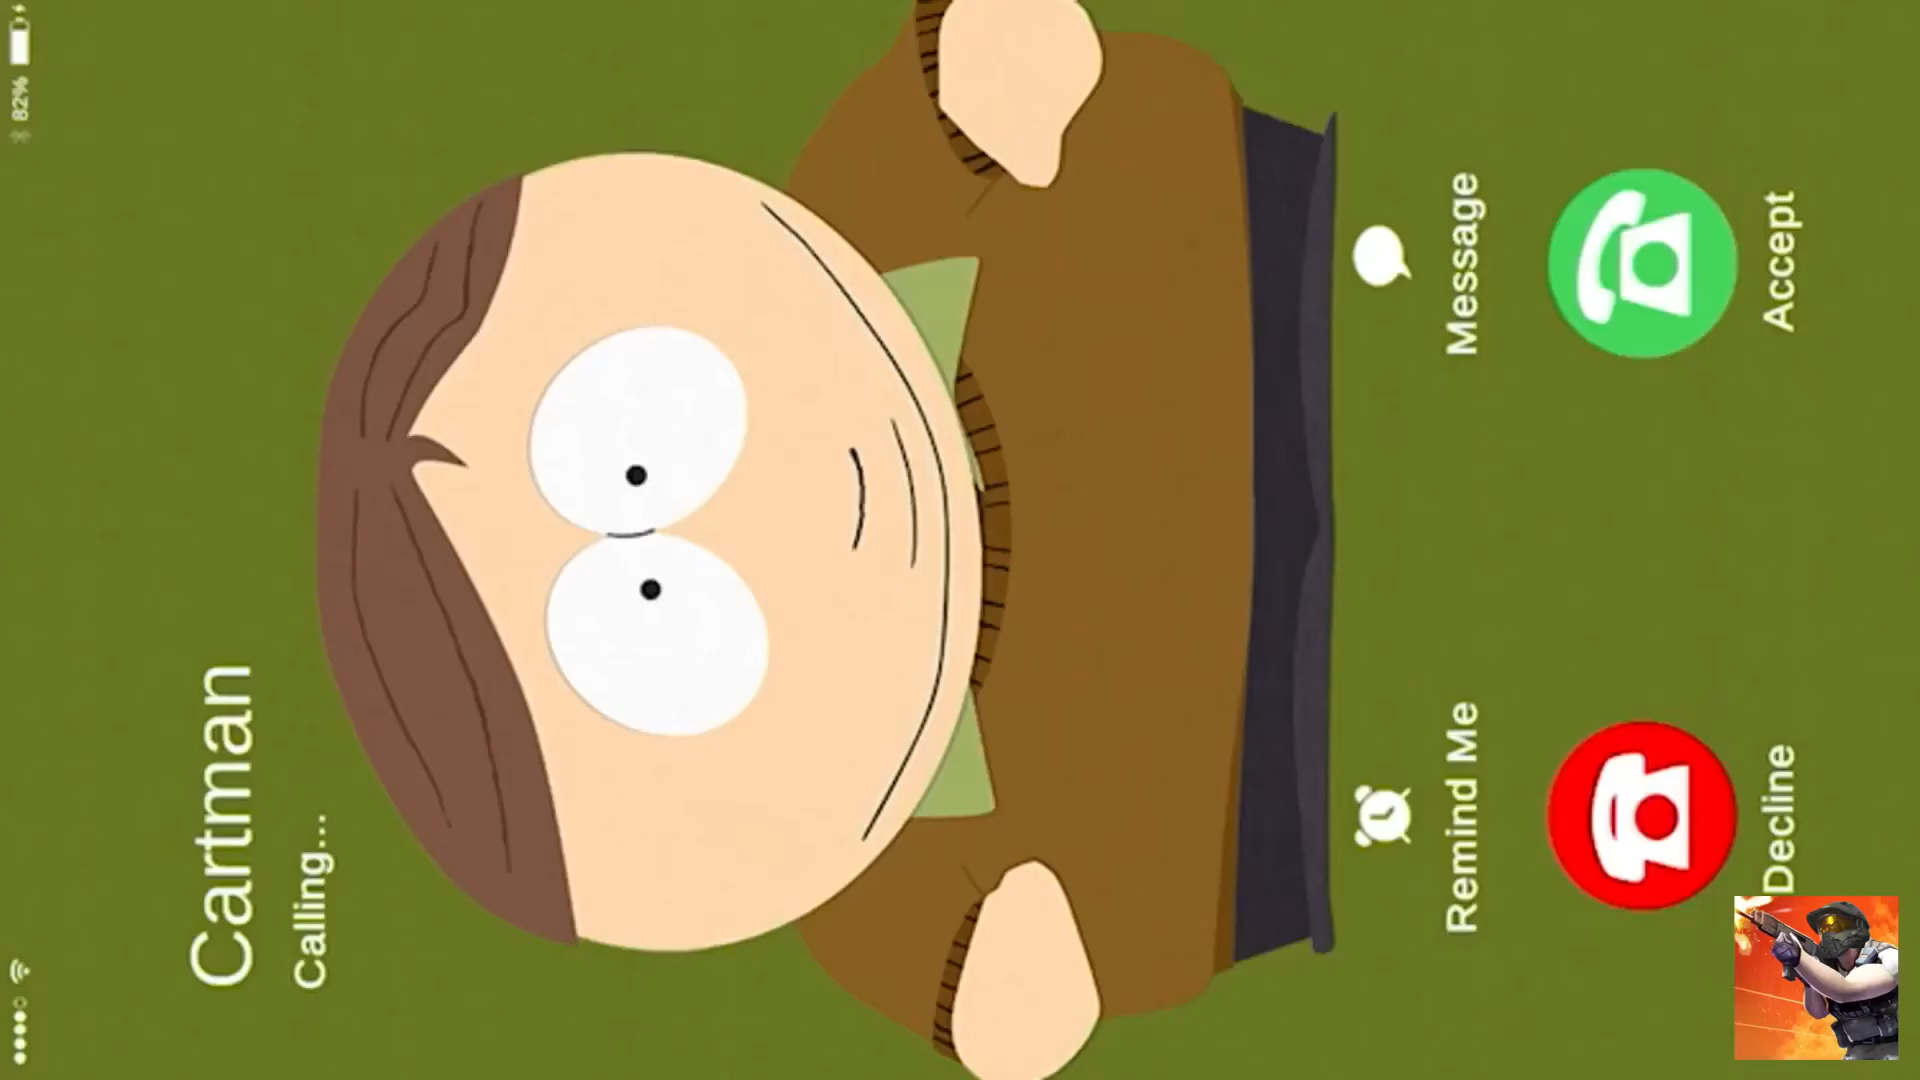 82%
Cartman
Calling...
Remind Me
Message
Decline
Accept